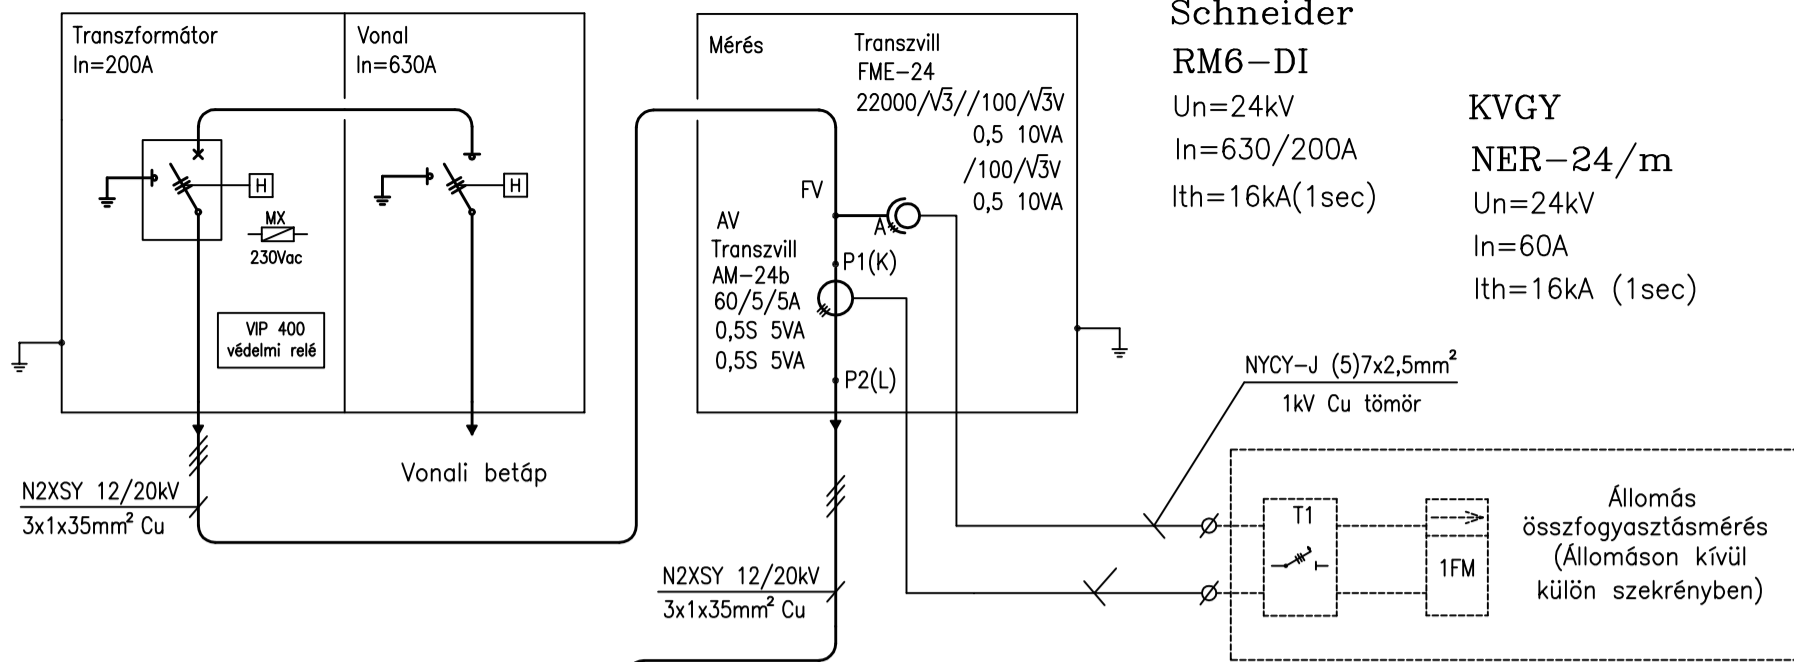 Transzformátor
In=200A
Vonal
In=630A
H
H
MX
230Vac
VIP 400
védelmi relé
N2XSY 12/20kV
3x1x35mm² Cu
Vonali betáp
Mérés
Transzvill
FME-24
22000/√3//100/√3V
0,5 10VA
/100/√3V
0,5 10VA
FV
A
AV
Transzvill
AM-24b
60/5/5A
0,5S 5VA
0,5S 5VA
P1(K)
P2(L)
N2XSY 12/20kV
3x1x35mm² Cu
Schneider
RM6-DI
Un=24kV
In=630/200A
Ith=16kA(1sec)
KVGY
NER-24/m
Un=24kV
In=60A
Ith=16kA (1sec)
NYCY-J (5)7x2,5mm²
1kV Cu tömör
T1
1FM
Állomás
összfogyasztásmérés
(Állomáson kívül
külön szekrényben)